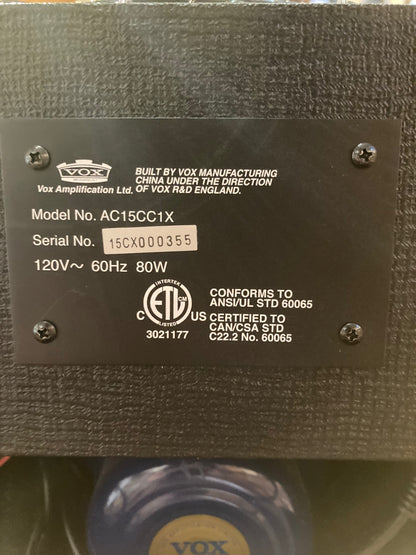 VOX
Vox Amplification Ltd.
BUILT BY VOX MANUFACTURING
CHINA UNDER THE DIRECTION
OF VOX R&D ENGLAND.
Model No. AC15CC1X
Serial No. 15CX000355
120V～ 60Hz 80W
INTERTEK
ETL CM
LISTED
C US
3021177
CONFORMS TO
ANSI/UL STD 60065
CERTIFIED TO
CAN/CSA STD
C22.2 No. 60065
VOX